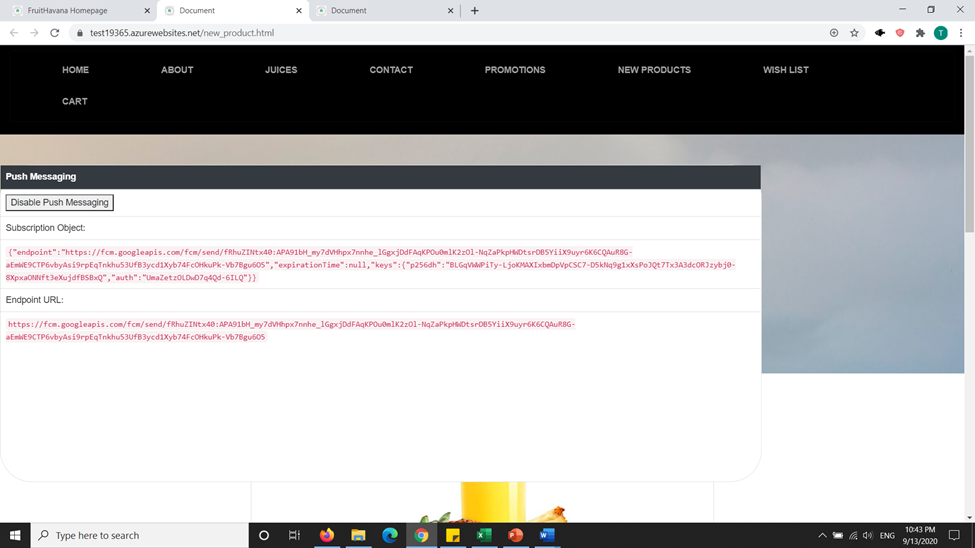 FruitHavana Homepage
Document
Document
test19365.azurewebsites.net/new_product.html
T
HOME ABOUT JUICES CONTACT PROMOTIONS NEW PRODUCTS WISH LIST
CART
Push Messaging
Disable Push Messaging
Subscription Object:
{"endpoint":"https://fcm.googleapis.com/fcm/send/fRhuZINtx40:APA91bH_my7dVHhpx7nnhe_lGgxjDdFAqKPOu0mlK2zOl-NqZaPkpHWDtsrDB5YiiX9uyr6K6CQAuR8G-
aEmWE9CTP6vbyAsi9rpEqTnkhu53UfB3ycd1Xyb74FcOHkuPk-Vb7Bgu6O5","expirationTime":null,"keys":{"p256dh":"BLGqVWWPiTy-LjoKMAXIxbmDpVpCSC7-D5kNq9g1xXsPoJQt7Tx3A3dcORJzybj0-
8XpxaONNft3eXujdfBSBxQ","auth":"UmaZetzOLDwD7q4Qd-6ILQ"}}
Endpoint URL:
https://fcm.googleapis.com/fcm/send/fRhuZINtx40:APA91bH_my7dVHhpx7nnhe_lGgxjDdFAqKPOu0mlK2zOl-NqZaPkpHWDtsrDB5YiiX9uyr6K6CQAuR8G-
aEmWE9CTP6vbyAsi9rpEqTnkhu53UfB3ycd1Xyb74FcOHkuPk-Vb7Bgu6O5
Type here to search
ENG
10:43 PM
9/13/2020